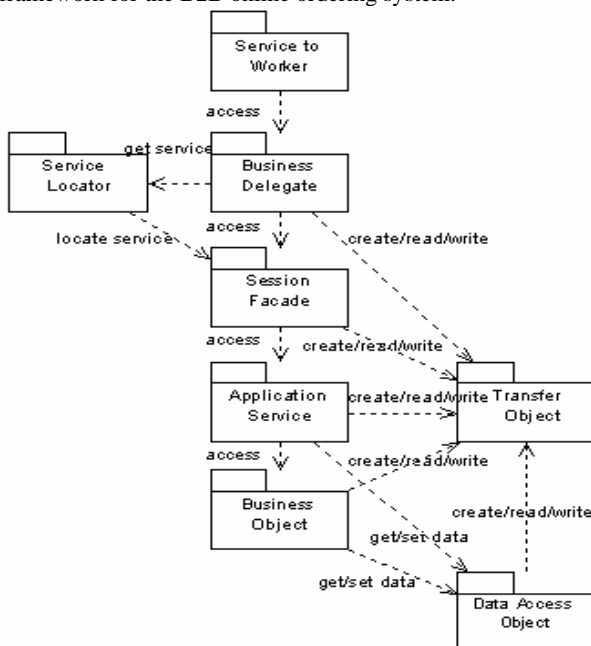 framework for the B2B online ordering system.
Service to
Worker
access
get service
Service
Locator
Business
Delegate
access
locate service
create/read/write
Session
Facade
access
create/read/write
Application
Service
create/read/write
Transfer
Object
access
create/read/write
Business
Object
create/read/write
get/set data
get/set data
Data Access
Object